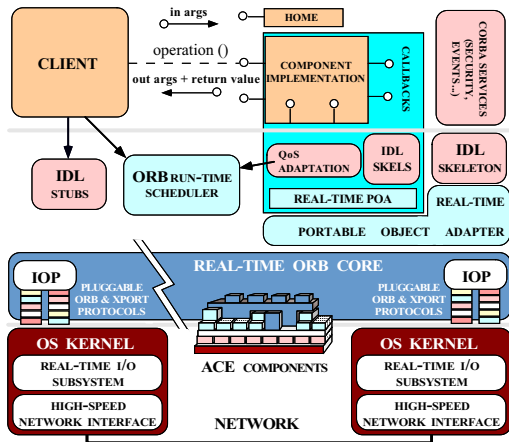 in args
HOME
CLIENT
operation ()
out args + return value
COMPONENT
IMPLEMENTATION
CALLBACKS
CORBA SERVICES
(SECURITY,
EVENTS...)
IDL
STUBS
ORB RUN-TIME
SCHEDULER
QoS
ADAPTATION
IDL
SKELS
IDL
SKELETON
REAL-TIME POA
REAL-TIME
PORTABLE OBJECT ADAPTER
REAL-TIME ORB CORE
IOP
PLUGGABLE
ORB & XPORT
PROTOCOLS
PLUGGABLE
ORB & XPORT
PROTOCOLS
IOP
OS KERNEL
REAL-TIME I/O
SUBSYSTEM
HIGH-SPEED
NETWORK INTERFACE
ACE COMPONENTS
NETWORK
OS KERNEL
REAL-TIME I/O
SUBSYSTEM
HIGH-SPEED
NETWORK INTERFACE